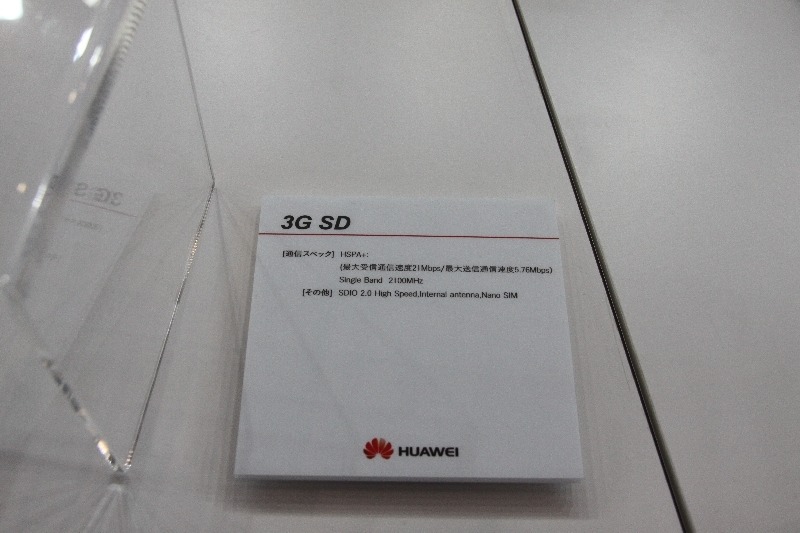 3G SD
[通信スペック] HSPA+:
(最大受信通信速度21Mbps/最大送信通信速度5.76Mbps)
Single Band 2100MHz
[その他] SDIO 2.0 High Speed,Internal antenna,Nano SIM
HUAWEI